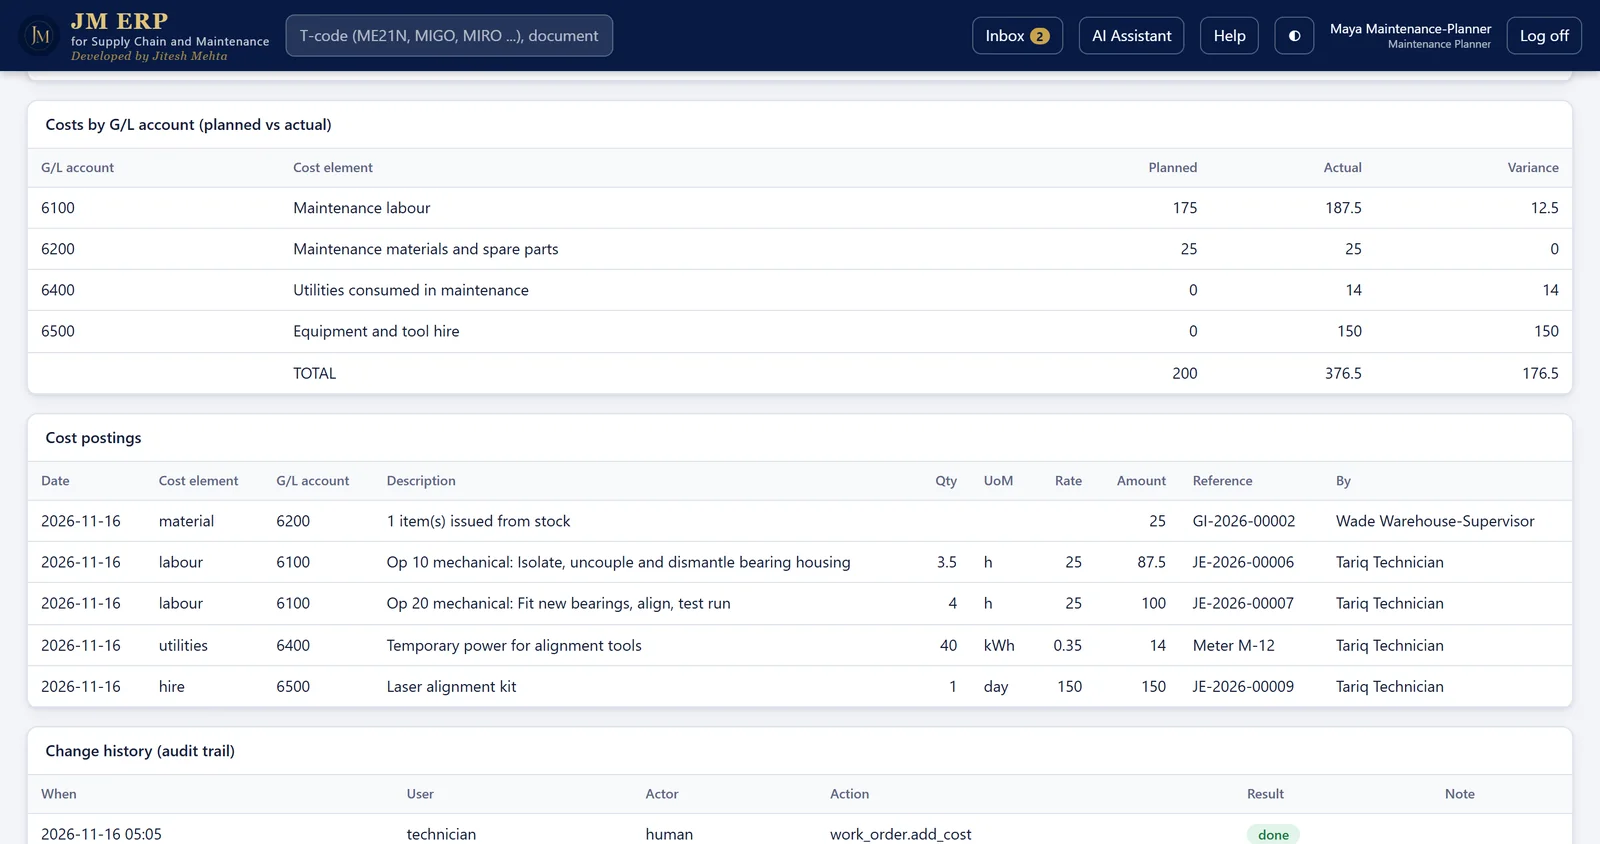 JM
JM ERP
for Supply Chain and Maintenance
Developed by Jitesh Mehta
T-code (ME21N, MIGO, MIRO ...), document
Inbox 2
AI Assistant
Help
Maya Maintenance-Planner
Maintenance Planner
Log off
Costs by G/L account (planned vs actual)
G/L account Cost element Planned Actual Variance
6100 Maintenance labour 175 187.5 12.5
6200 Maintenance materials and spare parts 25 25 0
6400 Utilities consumed in maintenance 0 14 14
6500 Equipment and tool hire 0 150 150
TOTAL 200 376.5 176.5
Cost postings
Date Cost element G/L account Description Qty UoM Rate Amount Reference By
2026-11-16 material 6200 1 item(s) issued from stock 25 GI-2026-00002 Wade Warehouse-Supervisor
2026-11-16 labour 6100 Op 10 mechanical: Isolate, uncouple and dismantle bearing housing 3.5 h 25 87.5 JE-2026-00006 Tariq Technician
2026-11-16 labour 6100 Op 20 mechanical: Fit new bearings, align, test run 4 h 25 100 JE-2026-00007 Tariq Technician
2026-11-16 utilities 6400 Temporary power for alignment tools 40 kWh 0.35 14 Meter M-12 Tariq Technician
2026-11-16 hire 6500 Laser alignment kit 1 day 150 150 JE-2026-00009 Tariq Technician
Change history (audit trail)
When User Actor Action Result Note
2026-11-16 05:05 technician human work_order.add_cost done